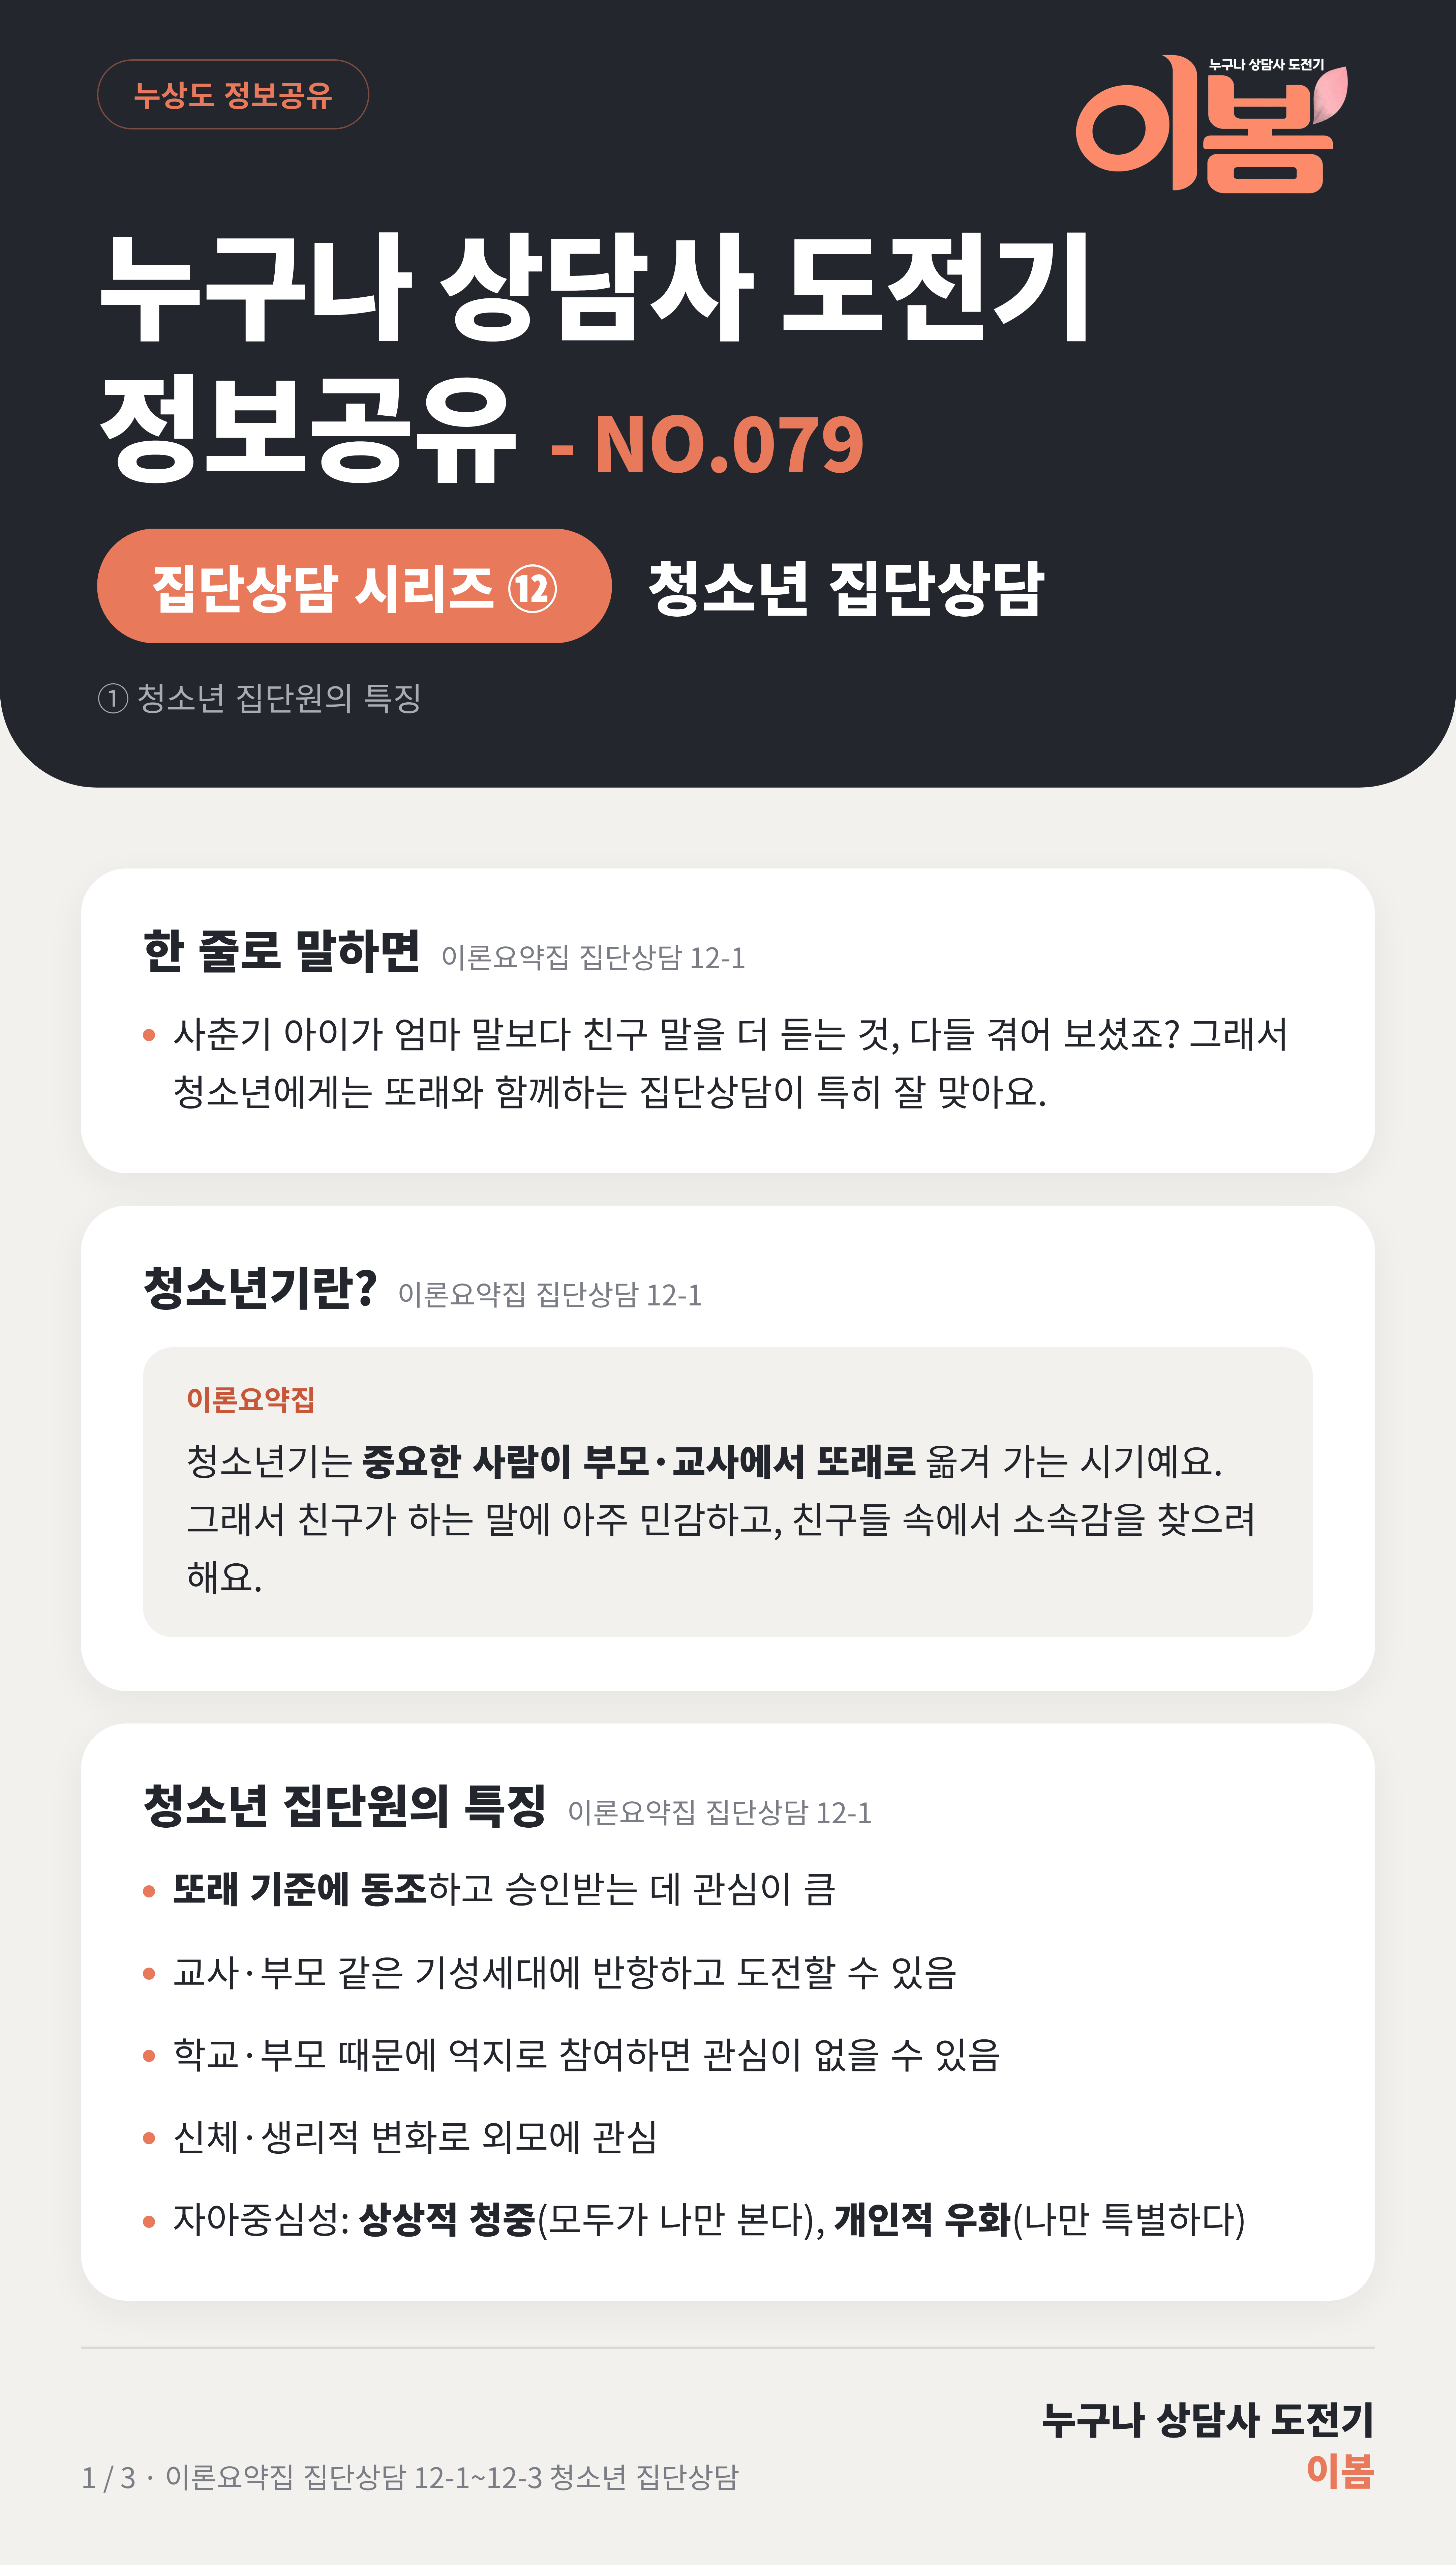 누상도 정보공유
누구나 상담사 도전기
이봄
누구나 상담사 도전기
정보공유 - NO.079
집단상담 시리즈 ⑫ 청소년 집단상담
① 청소년 집단원의 특징
한 줄로 말하면 이론요약집 집단상담 12-1
• 사춘기 아이가 엄마 말보다 친구 말을 더 듣는 것, 다들 겪어 보셨죠? 그래서
청소년에게는 또래와 함께하는 집단상담이 특히 잘 맞아요.
청소년기란? 이론요약집 집단상담 12-1
이론요약집
청소년기는 중요한 사람이 부모·교사에서 또래로 옮겨 가는 시기예요.
그래서 친구가 하는 말에 아주 민감하고, 친구들 속에서 소속감을 찾으려
해요.
청소년 집단원의 특징 이론요약집 집단상담 12-1
• 또래 기준에 동조하고 승인받는 데 관심이 큼
• 교사·부모 같은 기성세대에 반항하고 도전할 수 있음
• 학교·부모 때문에 억지로 참여하면 관심이 없을 수 있음
• 신체·생리적 변화로 외모에 관심
• 자아중심성: 상상적 청중(모두가 나만 본다), 개인적 우화(나만 특별하다)
누구나 상담사 도전기
이봄
1 / 3 · 이론요약집 집단상담 12-1~12-3 청소년 집단상담